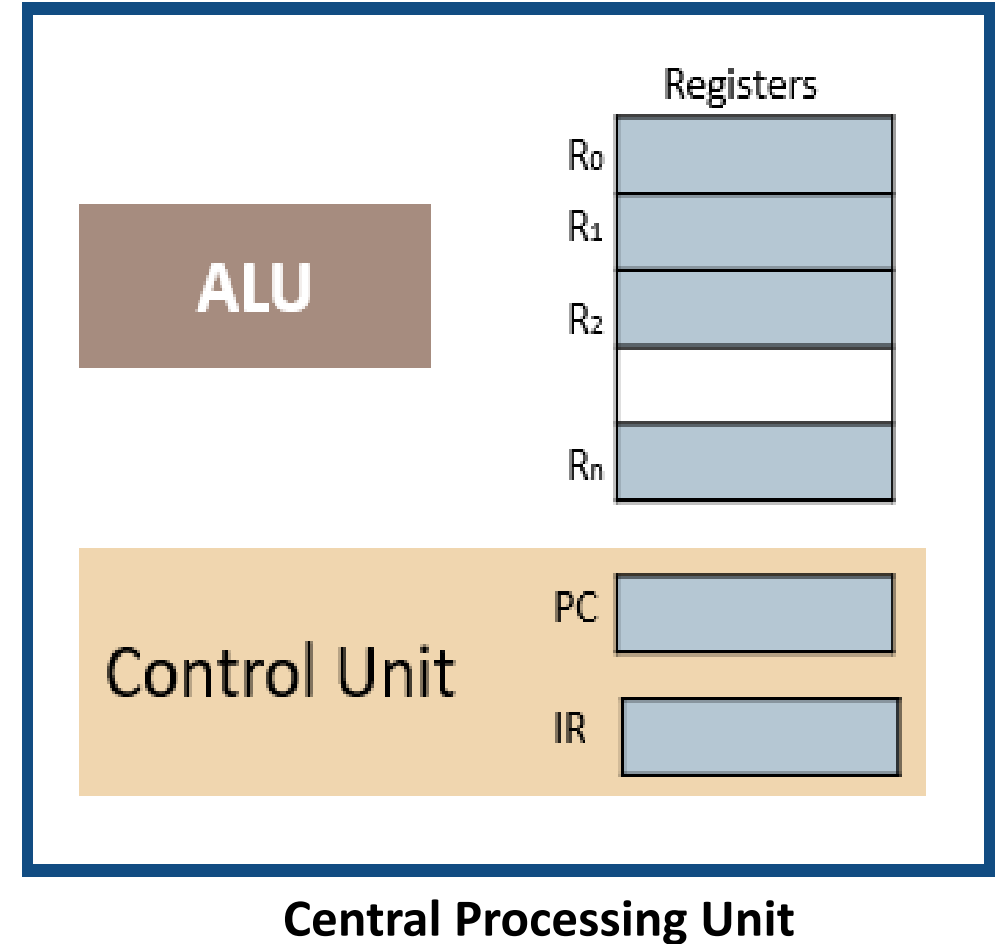 Registers
R0
R1
ALU
R2
Rn
PC
Control Unit
IR
Central Processing Unit